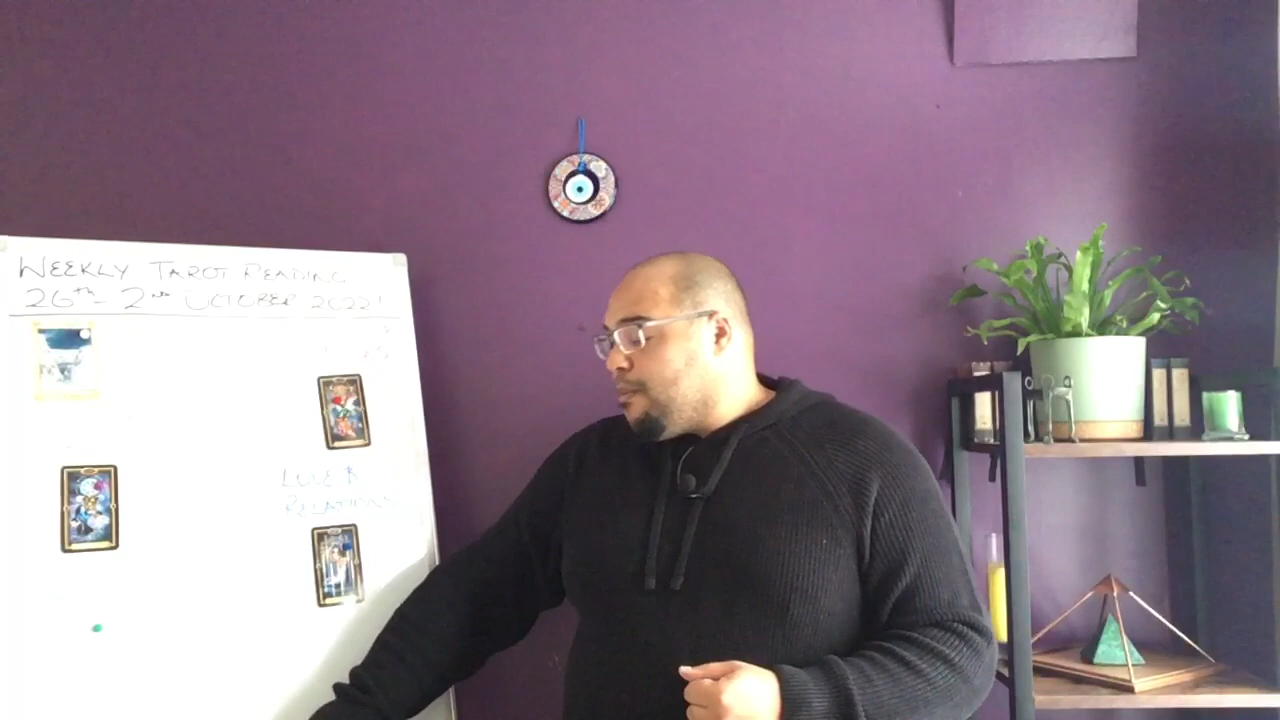 WEEKLY TAROT READING
26th - 2nd OCTOBER 2022!
LOVE &
RELATIONS